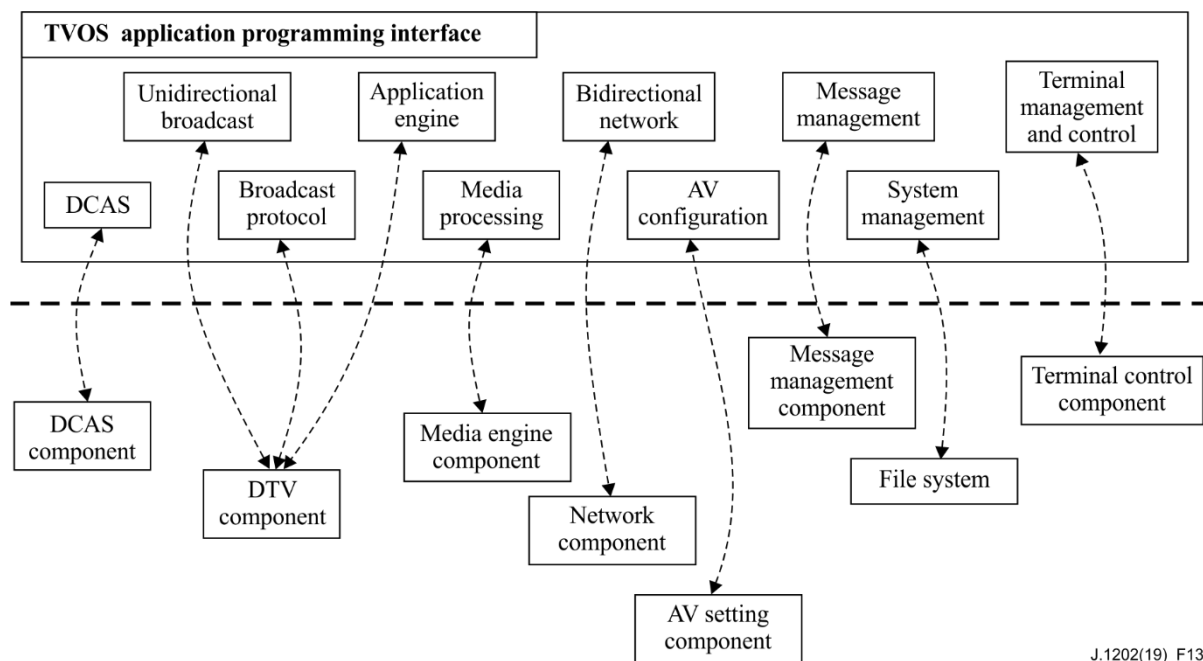 TVOS application programming interface
Unidirectional
broadcast
Application
engine
Bidirectional
network
Message
management
Terminal
management
and control
DCAS
Broadcast
protocol
Media
processing
AV
configuration
System
management
DCAS
component
DTV
component
Media engine
component
Network
component
AV setting
component
Message
management
component
File system
Terminal control
component
J.1202(19)_F13